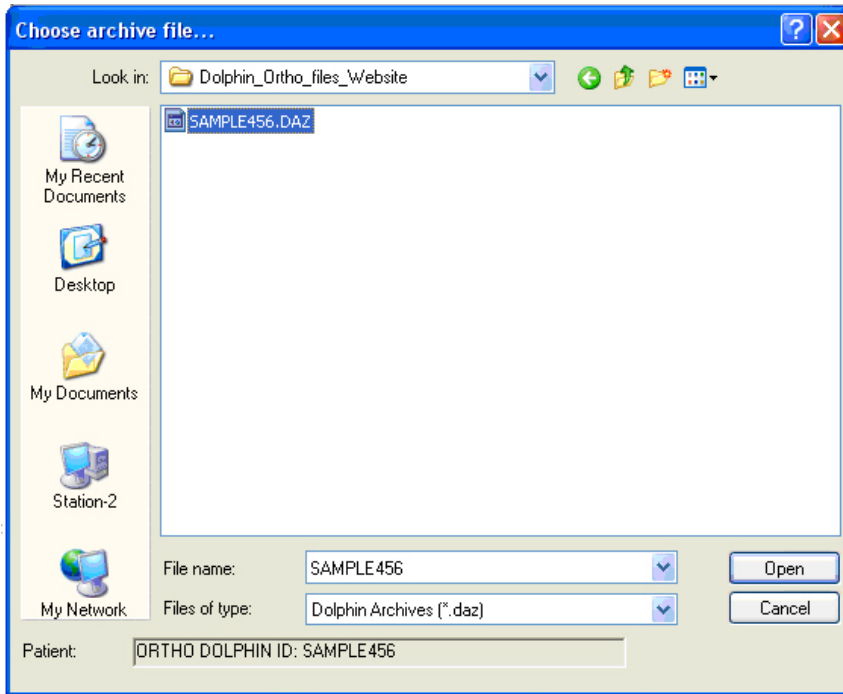 Choose archive file...
Look in: Dolphin_Ortho_files_Website
SAMPLE456.DAZ
My Recent
Documents
Desktop
My Documents
Station-2
My Network
File name: SAMPLE456 Open
Files of type: Dolphin Archives (*.daz) Cancel
Patient: ORTHO DOLPHIN ID: SAMPLE456